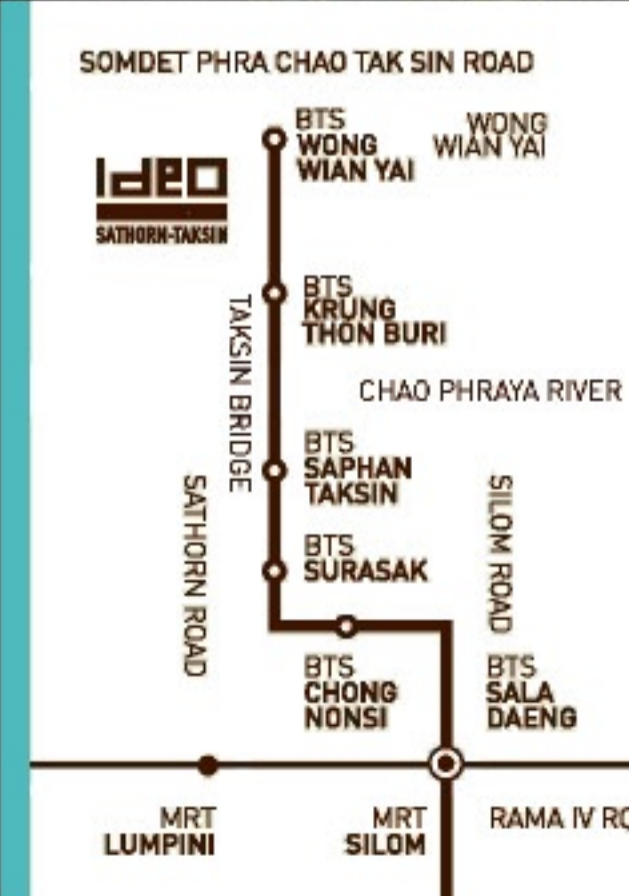 SOMDET PHRA CHAO TAK SIN ROAD
BTS
WONG
WIAN YAI
WONG
WIAN YAI
ideo
SATHORN-TAKSIN
BTS
KRUNG
THON BURI
TAKSIN BRIDGE
CHAO PHRAYA RIVER
BTS
SAPHAN
TAKSIN
SATHORN ROAD
SILOM ROAD
BTS
SURASAK
BTS
CHONG
NONSI
BTS
SALA
DAENG
MRT
LUMPINI
MRT
SILOM
RAMA IV RO